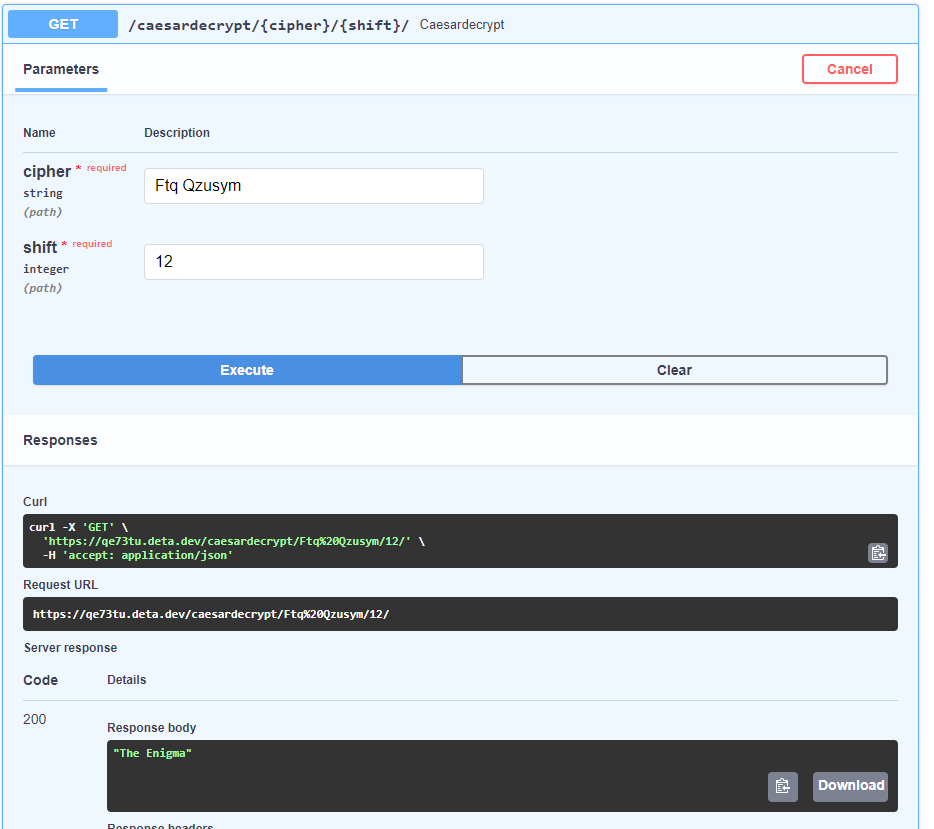 GET /caesardecrypt/{cipher}/{shift}/ Caesardecrypt
Parameters Cancel
Name Description
cipher * required
string
(path)
Ftq Qzusym
shift * required
integer
(path)
12
Execute Clear
Responses
Curl
curl -X 'GET' \
'https://qe73tu.deta.dev/caesardecrypt/Ftq%20Qzusym/12/' \
-H 'accept: application/json'
Request URL
https://qe73tu.deta.dev/caesardecrypt/Ftq%20Qzusym/12/
Server response
Code Details
200
Response body
"The Enigma"
Download
Response headers